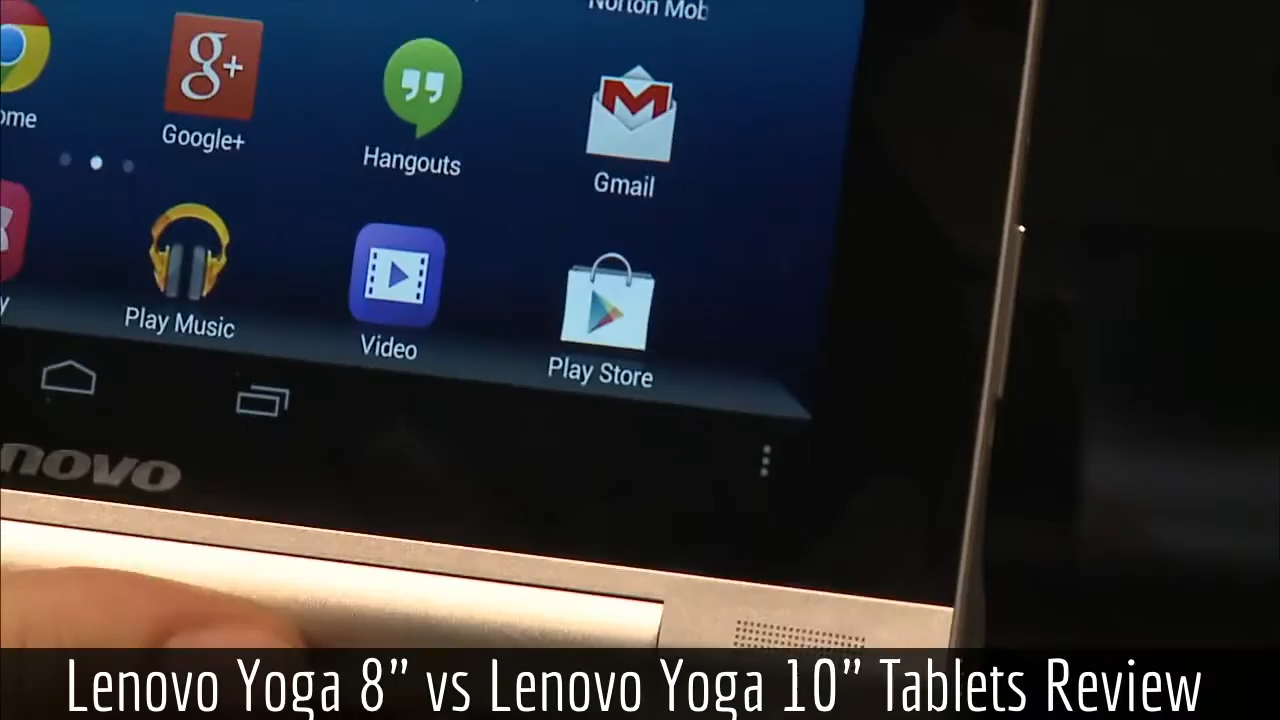 Norton Mob
g+
Google+
Hangouts
Gmail
Play Music
Video
Play Store
novo
Lenovo Yoga 8” vs Lenovo Yoga 10” Tablets Review